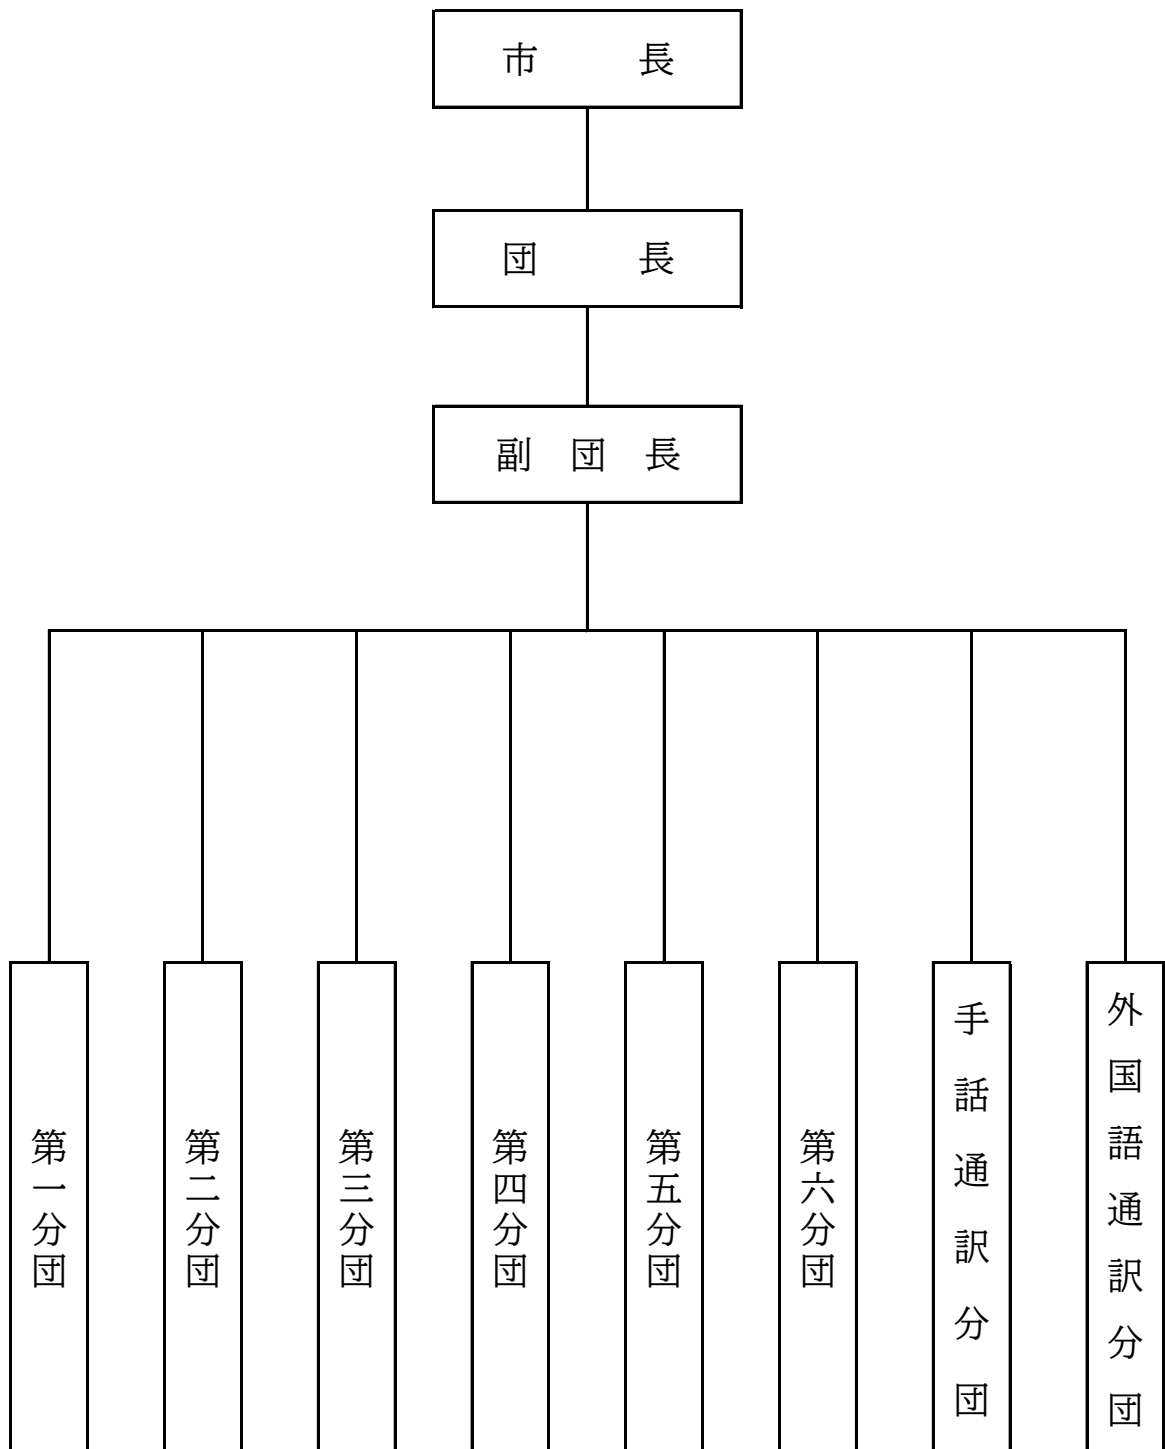 市　長
団　長
副団長
第一分団
第二分団
第三分団
第四分団
第五分団
第六分団
手話通訳分団
外国語通訳分団